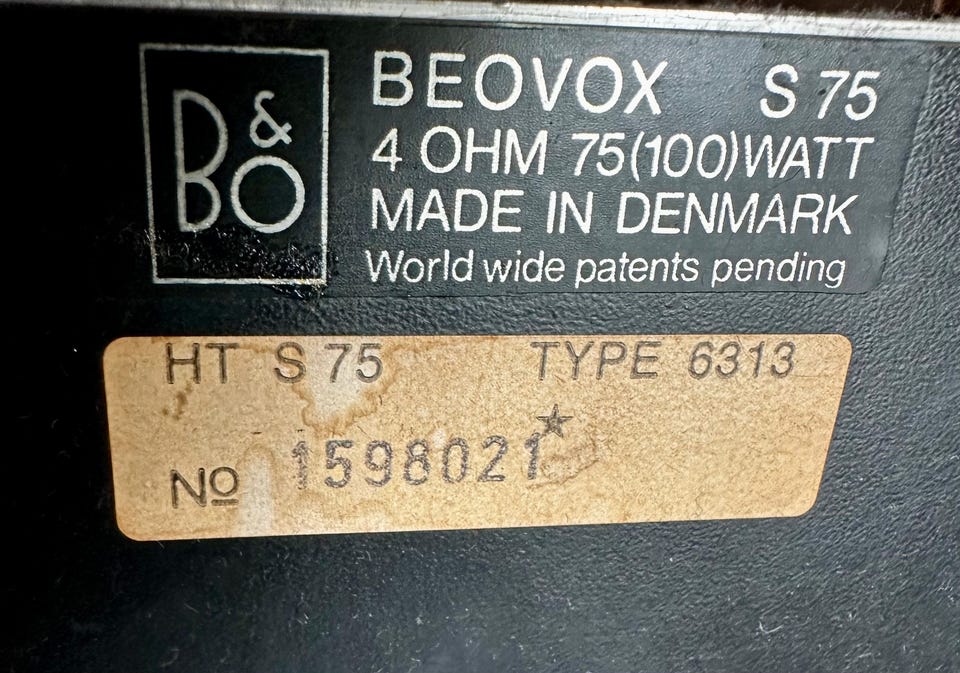 B&O
BEOVOX S 75
4 OHM 75(100)WATT
MADE IN DENMARK
World wide patents pending
HT S 75 TYPE 6313
No 1598021★